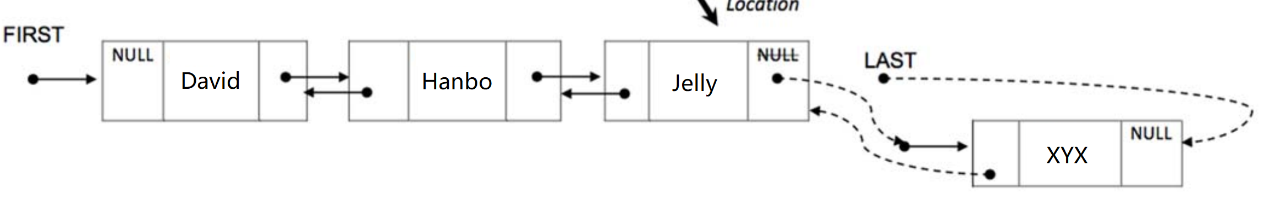 Location
FIRST
NULL
David
Hanbo
Jelly
NULL
LAST
XYX
NULL